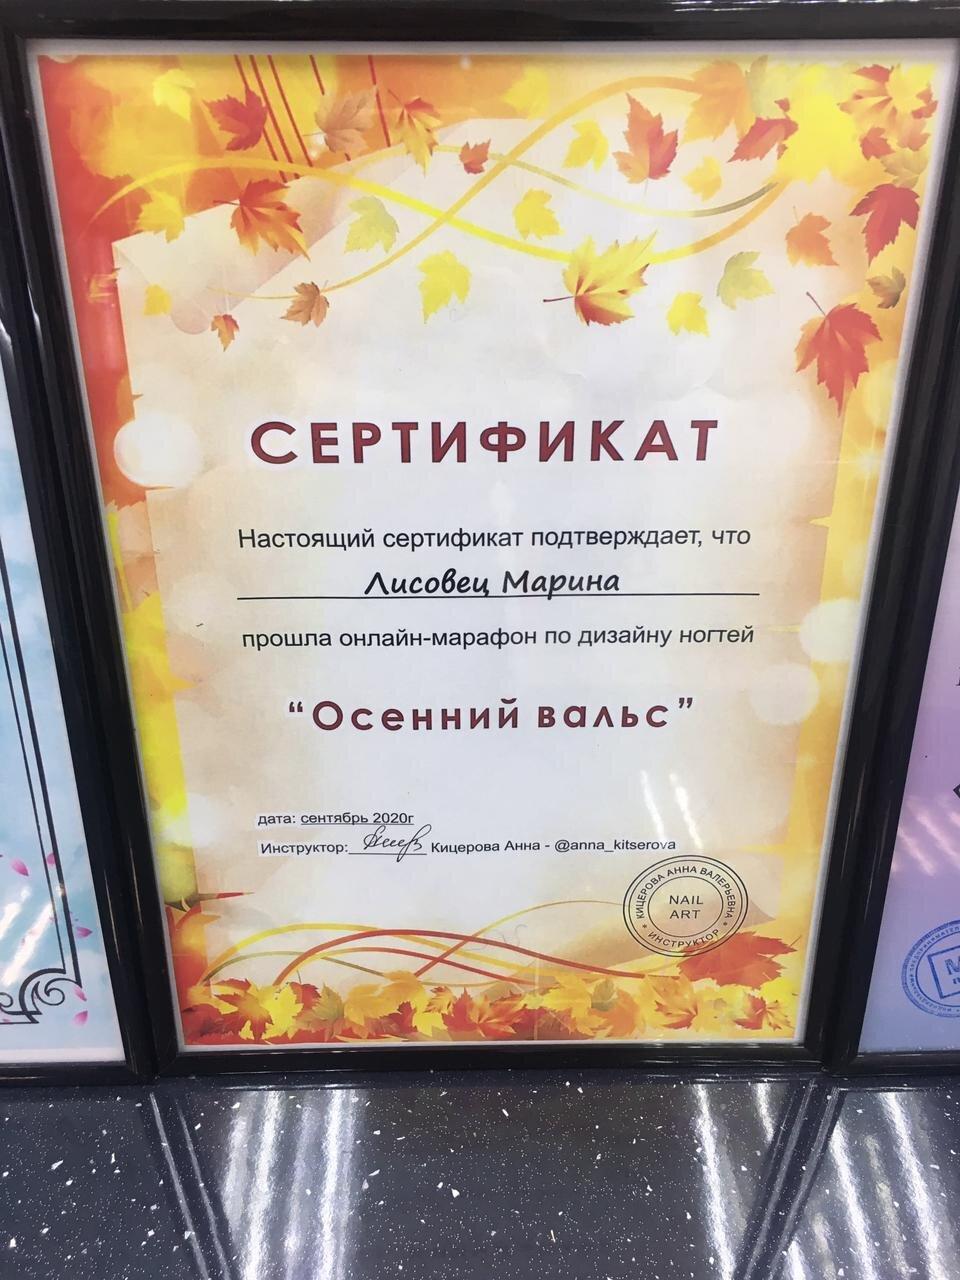 СЕРТИФИКАТ
Настоящий сертификат подтверждает, что
Лисовец Марина
прошла онлайн-марафон по дизайну ногтей
“Осенний вальс”
дата: сентябрь 2020г
Инструктор: Кицерова Анна - @anna_kitserova
КИЦЕРОВА АННА ВАЛЕРЬЕВНА
NAIL
ART
* ИНСТРУКТОР *